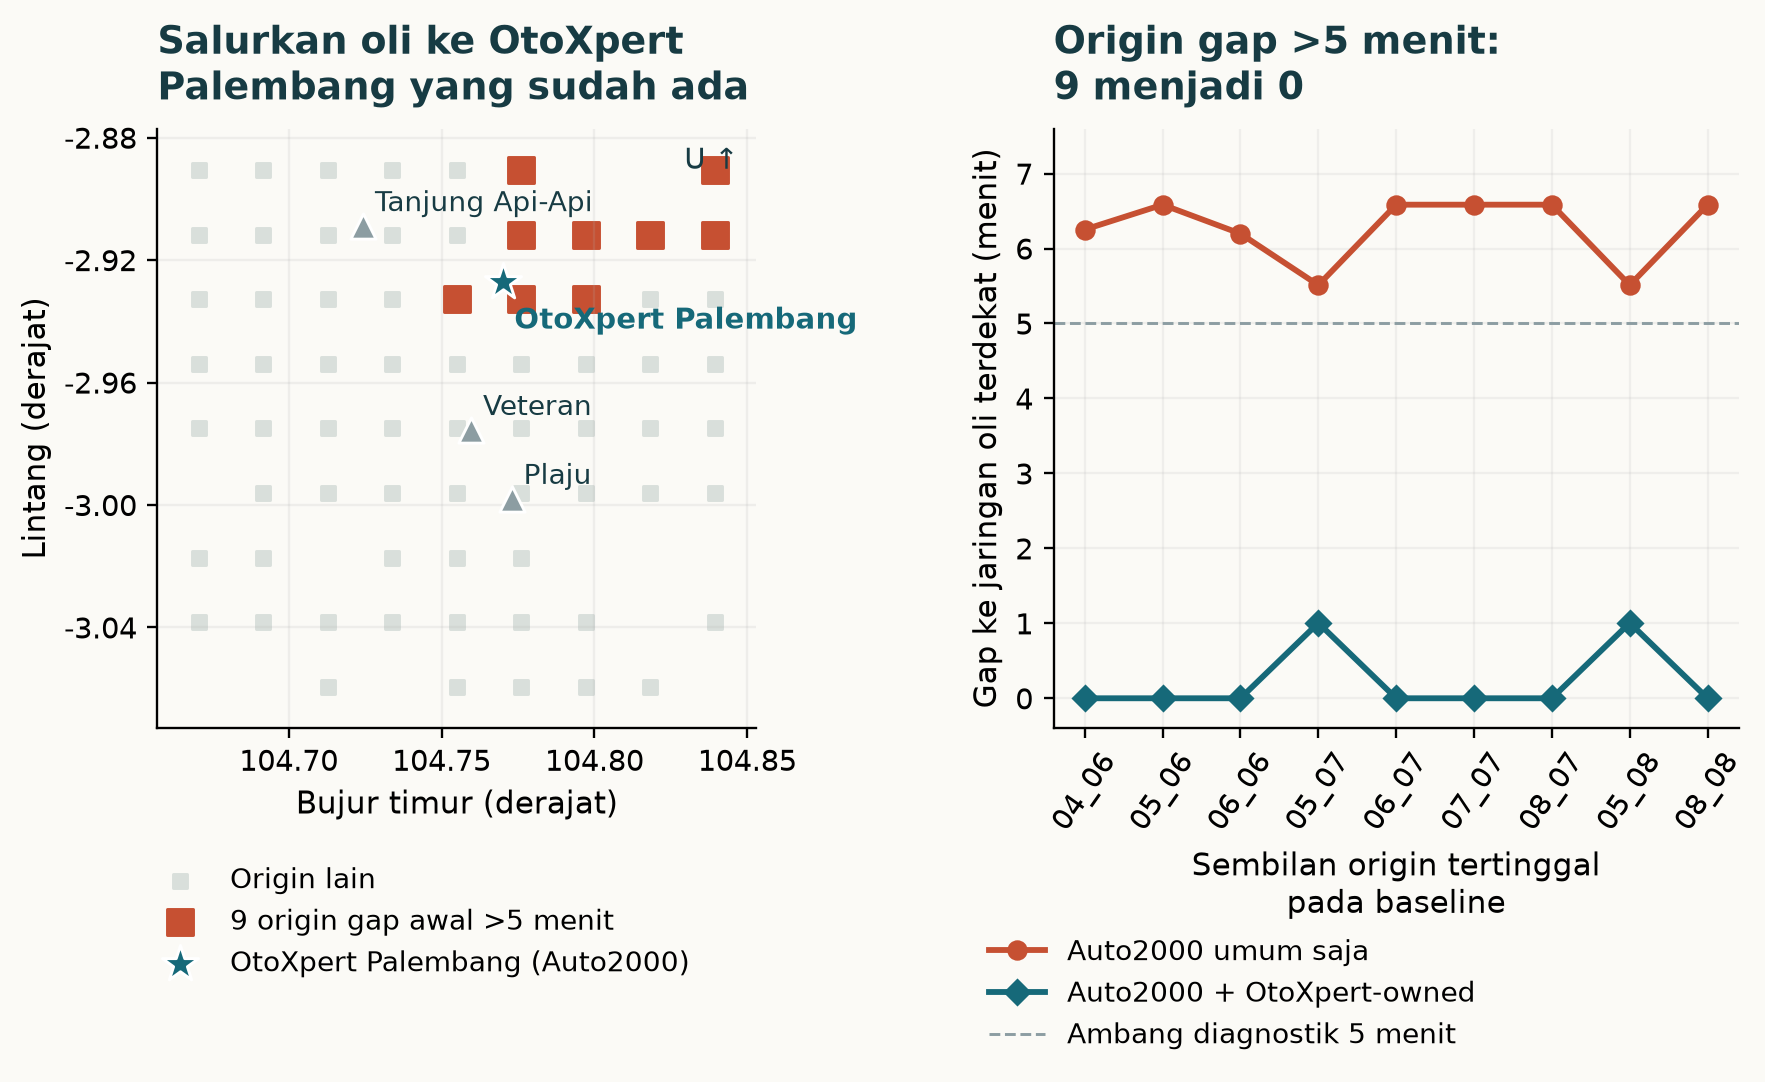 Salurkan oli ke OtoXpert
Palembang yang sudah ada
Lintang (derajat)
-2.88
-2.92
-2.96
-3.00
-3.04
U ↑
Tanjung Api-Api
OtoXpert Palembang
Veteran
Plaju
104.70
104.75
104.80
104.85
Bujur timur (derajat)
Origin lain
9 origin gap awal >5 menit
OtoXpert Palembang (Auto2000)
Origin gap >5 menit:
9 menjadi 0
Gap ke jaringan oli terdekat (menit)
7
6
5
4
3
2
1
0
04_06
05_06
06_06
05_07
06_07
07_07
08_07
05_08
08_08
Sembilan origin tertinggal
pada baseline
Auto2000 umum saja
Auto2000 + OtoXpert-owned
Ambang diagnostik 5 menit